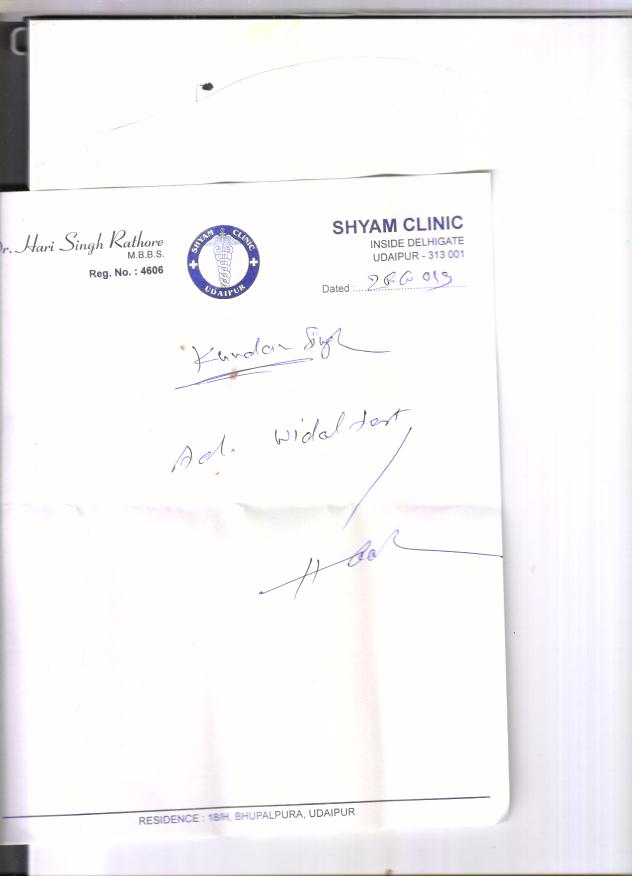 Dr. Hari Singh Rathore
M.B.B.S.
Reg. No. : 4606
SHYAM CLINIC
UDAIPUR
SHYAM CLINIC
INSIDE DELHIGATE
UDAIPUR - 313 001
Dated :
Kundan Singh
Ad. Widal test
RESIDENCE : 18/H, BHUPALPURA, UDAIPUR